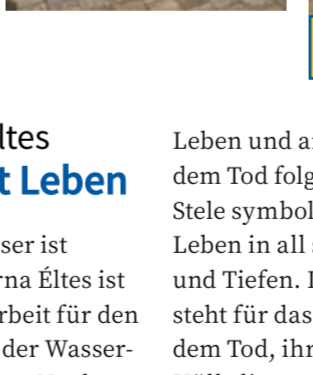 ltes
t Leben
ser ist
rna Éltes ist
rbeit für den
der Wasser-
Leben und a
dem Tod folg
Stele symbol
Leben in all
und Tiefen.
steht für das
dem Tod, ihr